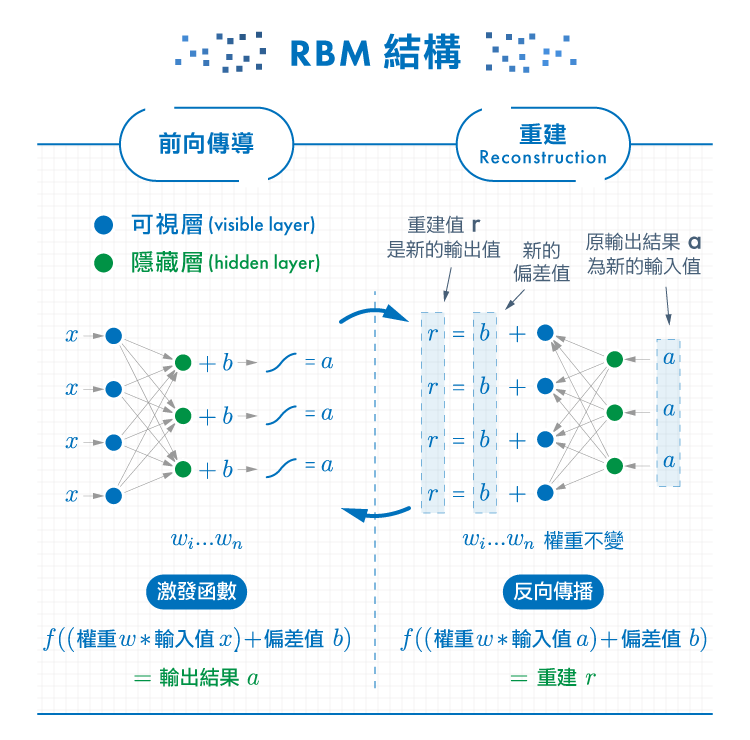 RBM 結構
前向傳導
可視層 (visible layer)
隱藏層 (hidden layer)
x
x
x
x
+ b = a
+ b = a
+ b = a
wi...wn
激發函數
f((權重w*輸入值 x)+偏差值 b)
= 輸出結果 a
重建
Reconstruction
重建值 r
是新的輸出值
新的
偏差值
原輸出結果 a
為新的輸入值
r = b +
r = b +
r = b +
r = b +
a
a
a
wi...wn 權重不變
反向傳播
f((權重w*輸入值 a)+偏差值 b)
= 重建 r